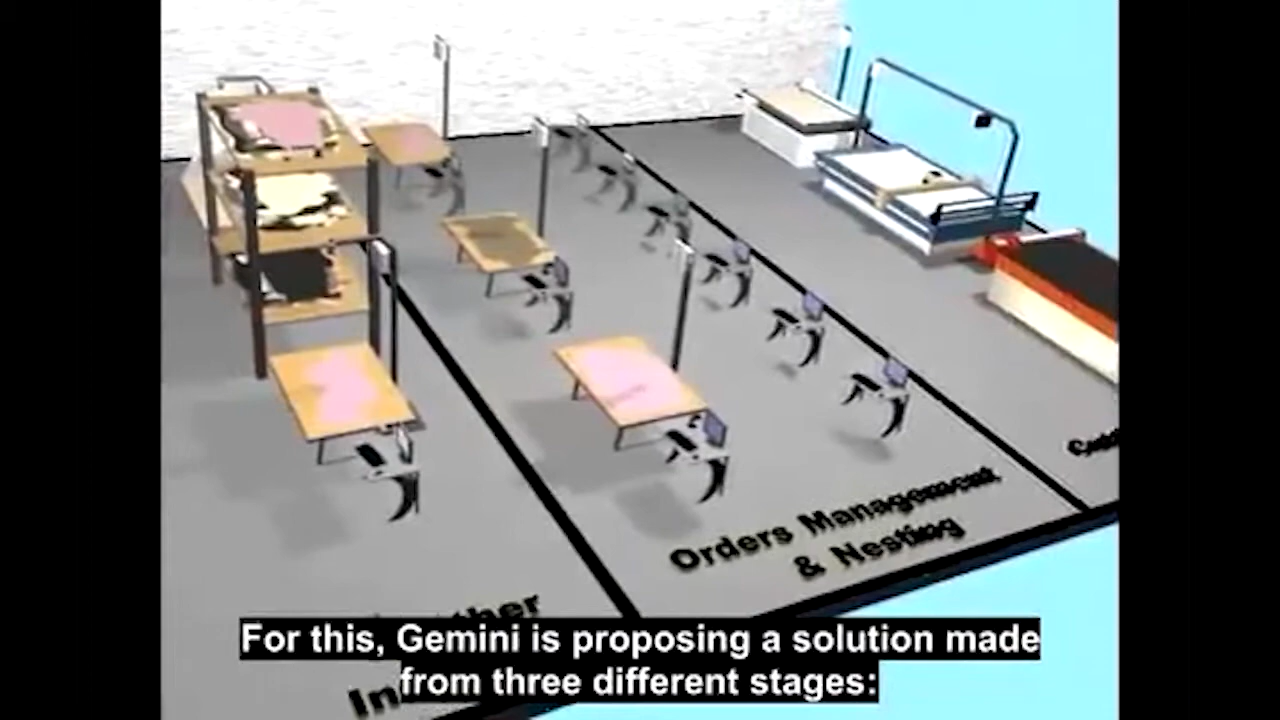 Orders Management
& Nesting
For this, Gemini is proposing a solution made
from three different stages: